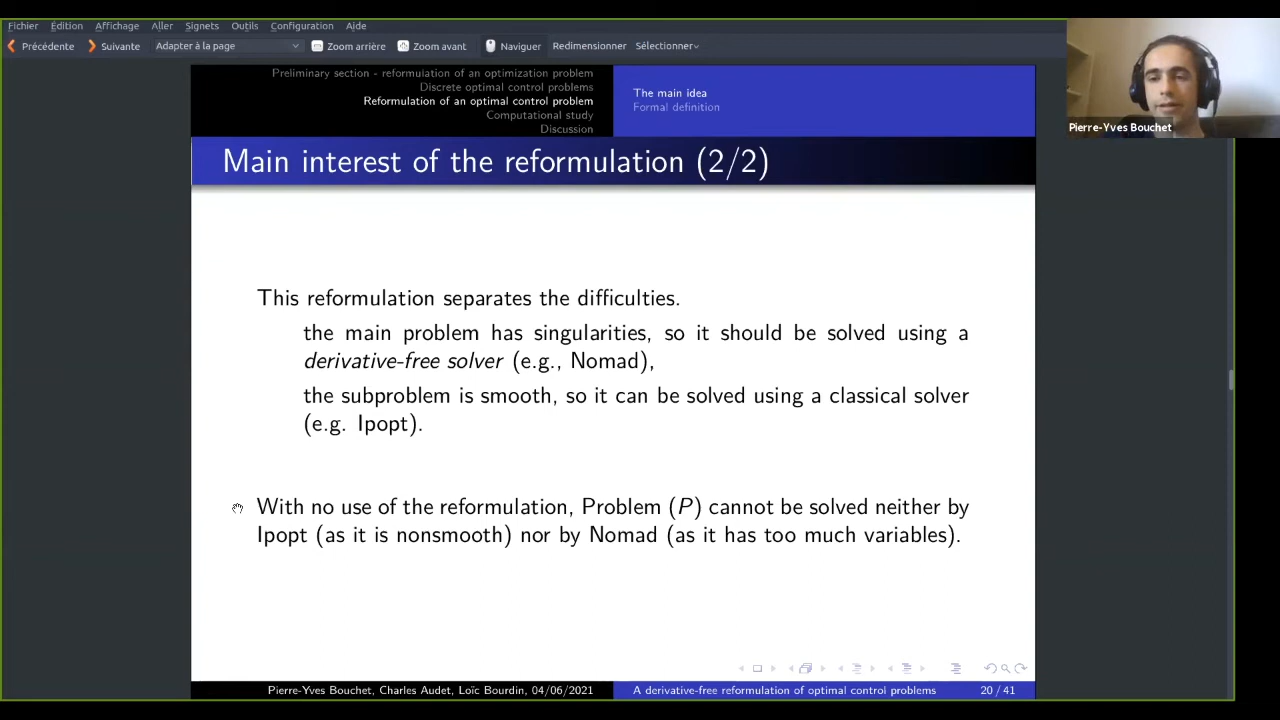 Fichier Édition Affichage Aller Signets Outils Configuration Aide
Précédente Suivante Adapter à la page Zoom arrière Zoom avant Naviguer Redimensionner Sélectionner
Preliminary section - reformulation of an optimization problem
Discrete optimal control problems
Reformulation of an optimal control problem
Computational study
Discussion
The main idea
Formal definition
Pierre-Yves Bouchet
Main interest of the reformulation (2/2)
This reformulation separates the difficulties.
the main problem has singularities, so it should be solved using a
derivative-free solver (e.g., Nomad),
the subproblem is smooth, so it can be solved using a classical solver
(e.g. Ipopt).
With no use of the reformulation, Problem (P) cannot be solved neither by
Ipopt (as it is nonsmooth) nor by Nomad (as it has too much variables).
Pierre-Yves Bouchet, Charles Audet, Loïc Bourdin, 04/06/2021
A derivative-free reformulation of optimal control problems
20 / 41